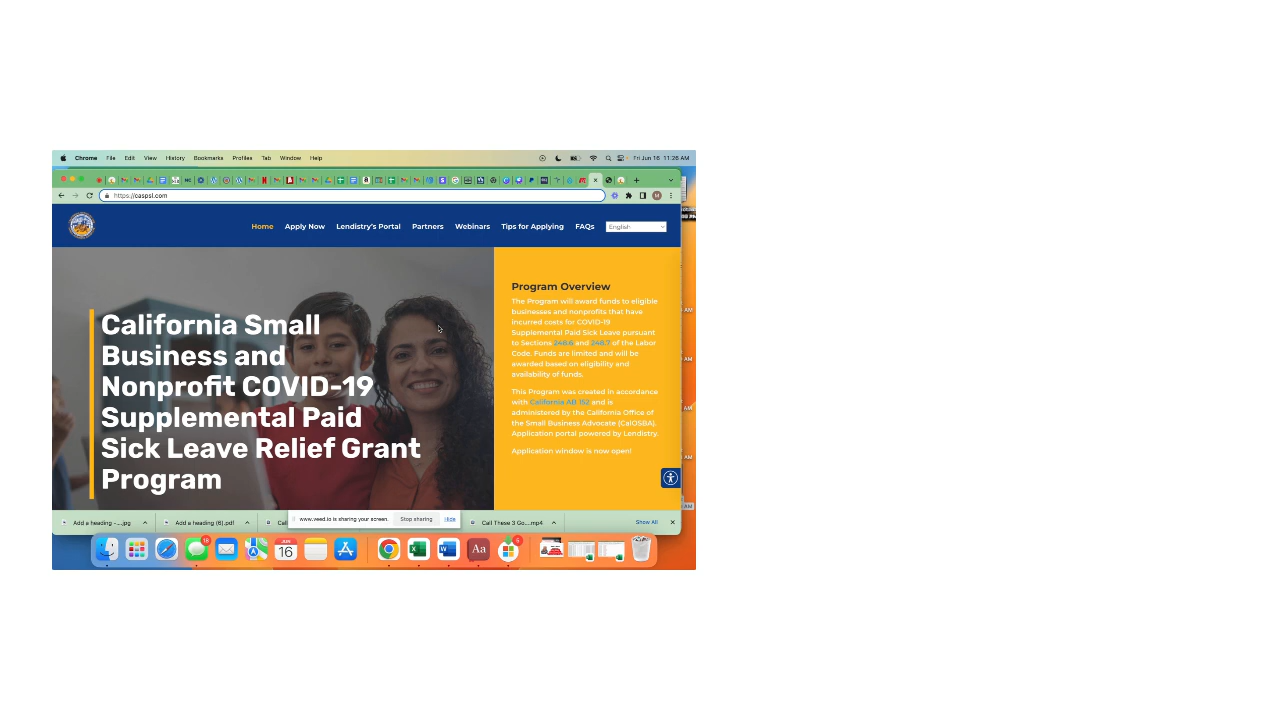 Chrome File Edit View History Bookmarks Profiles Tab Window Help Fri Jun 16 11:26 AM
https://caspsl.com
Home Apply Now Lendistry's Portal Partners Webinars Tips for Applying FAQs English
California Small
Business and
Nonprofit COVID-19
Supplemental Paid
Sick Leave Relief Grant
Program
Program Overview
The Program will award funds to eligible
businesses and nonprofits that have
incurred costs for COVID-19
Supplemental Paid Sick Leave pursuant
to Sections 248.6 and 248.7 of the Labor
Code. Funds are limited and will be
awarded based on eligibility and
availability of funds.
This Program was created in accordance
with California AB 152 and is
administered by the California Office of
the Small Business Advocate (CalOSBA).
Application portal powered by Lendistry.
Application window is now open!
Add a heading -....jpg Add a heading (6).pdf Cal www.veed.io is sharing your screen. Stop sharing Hide Call These 3 Go....mp4 Show All
18 JUN 16 X W Aa 5